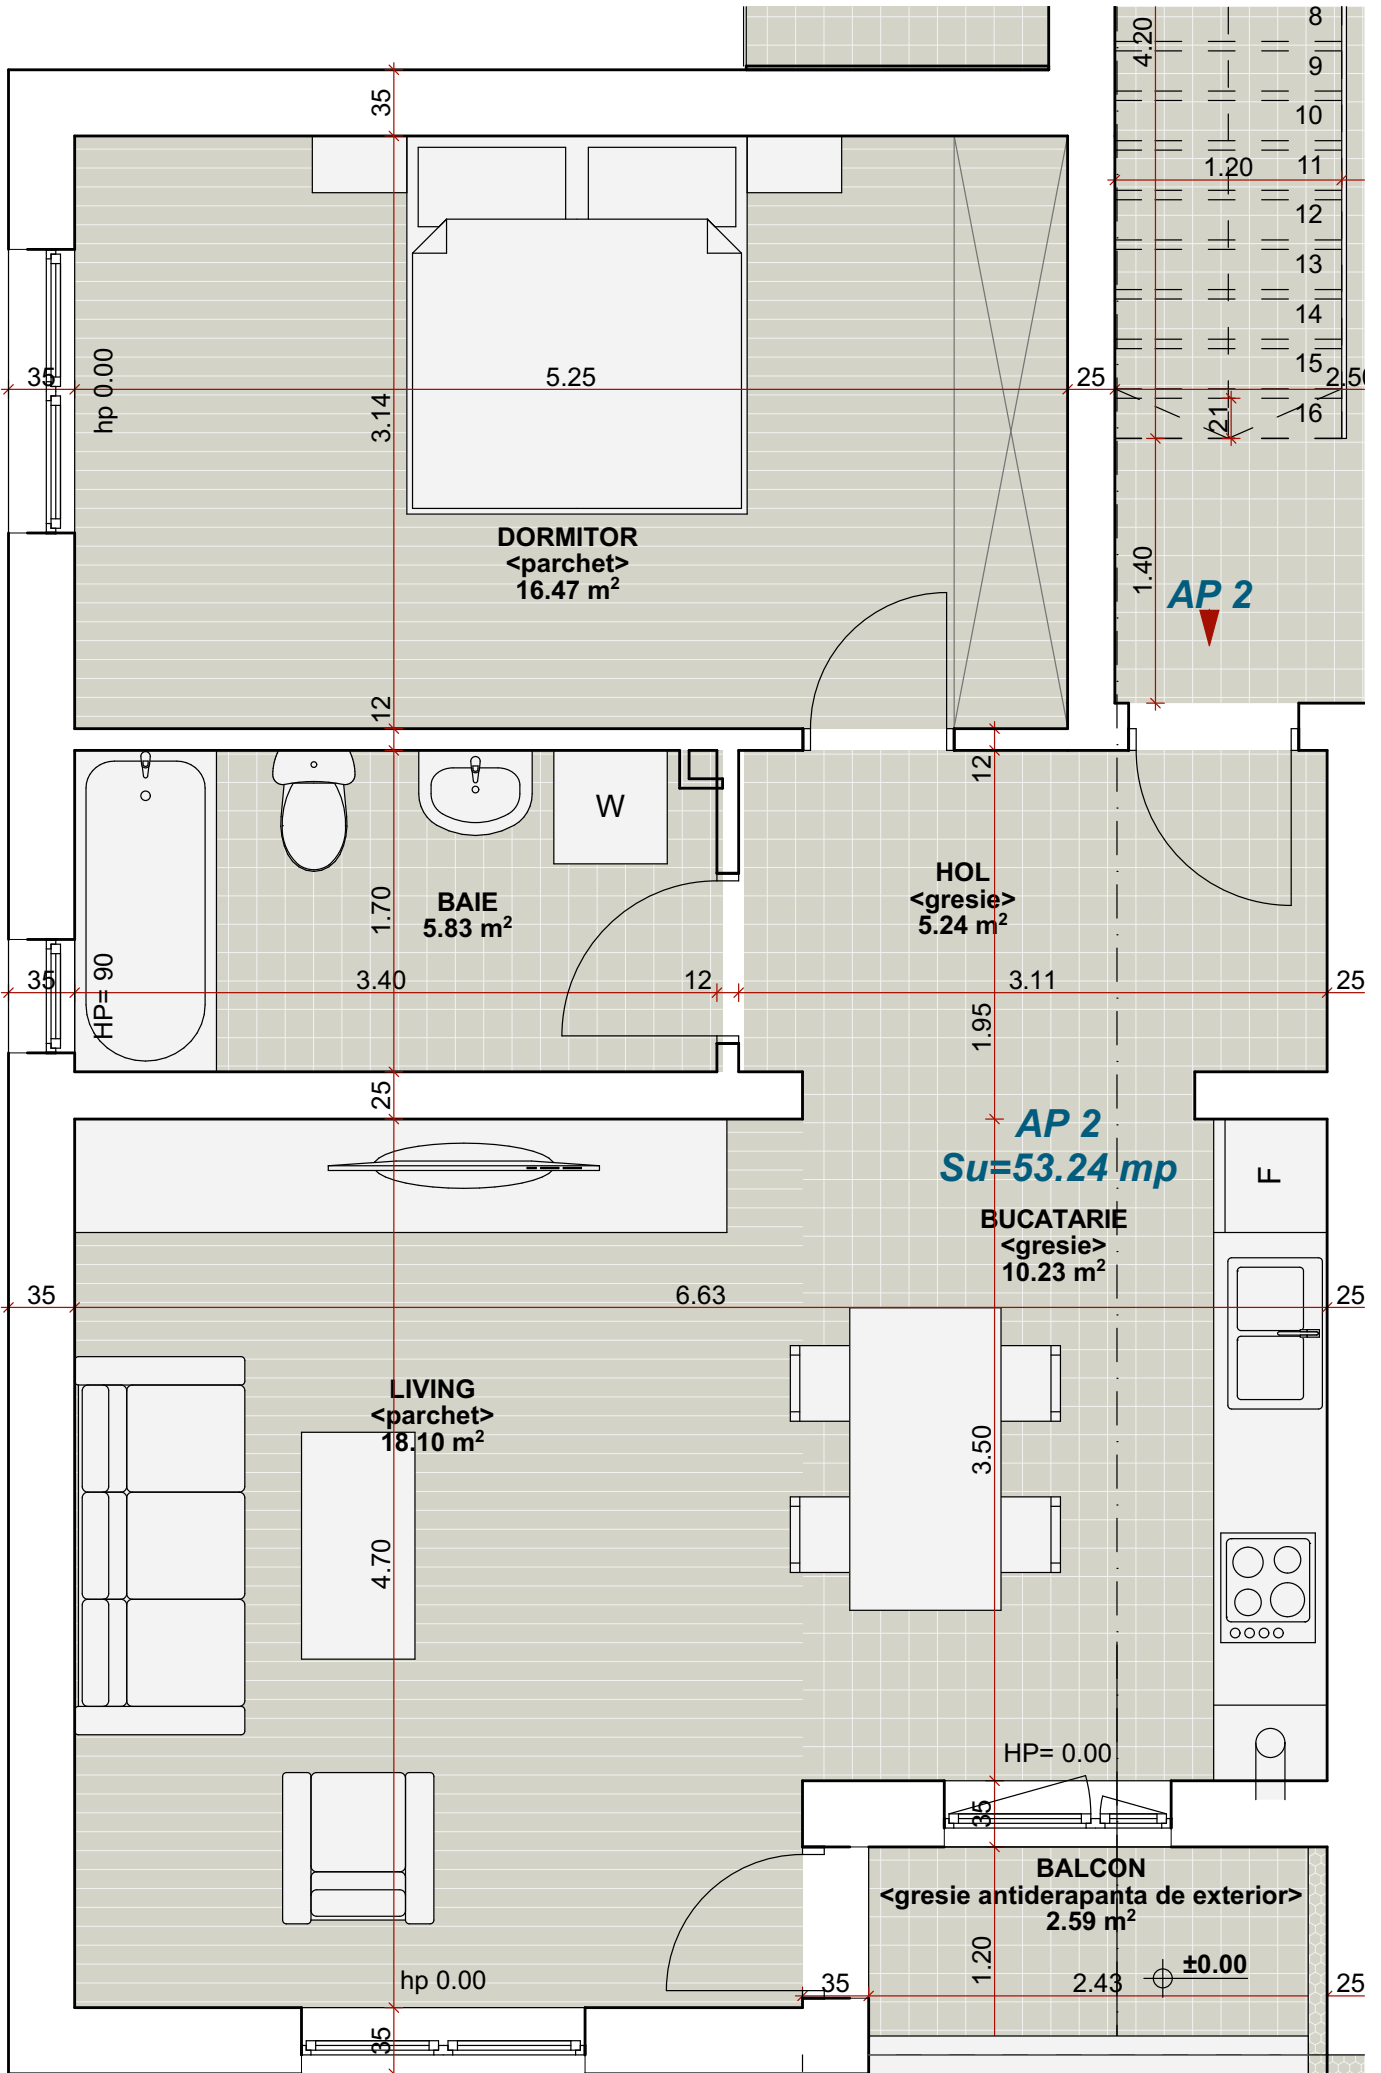 8
4.20
9
35
10
1.20
11
12
13
14
hp 0.00
15
35
5.25
25
3.14
21
16
DORMITOR
<parchet>
16.47 m²
1.40
AP 2
12
12
W
HOL
<gresie>
5.24 m²
BAIE
5.83 m²
1.70
HP= 90
35
3.40
12
3.11
25
1.95
25
AP 2
Su=53.24 mp
F
BUCATARIE
<gresie>
10.23 m²
35
6.63
25
LIVING
<parchet>
18.10 m²
3.50
4.70
HP= 0.00
35
BALCON
<gresie antiderapanta de exterior>
2.59 m²
1.20
±0.00
hp 0.00
35
2.43
25
35